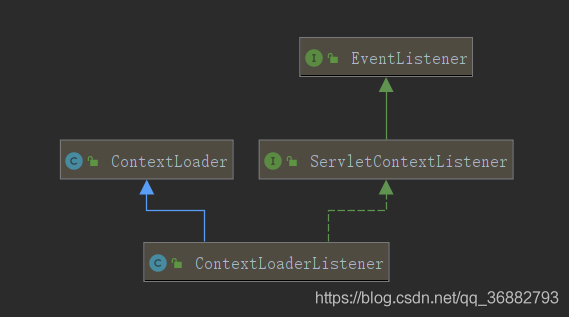 I EventListener
C ContextLoader
I ServletContextListener
C ContextLoaderListener
https://blog.csdn.net/qq_36882793